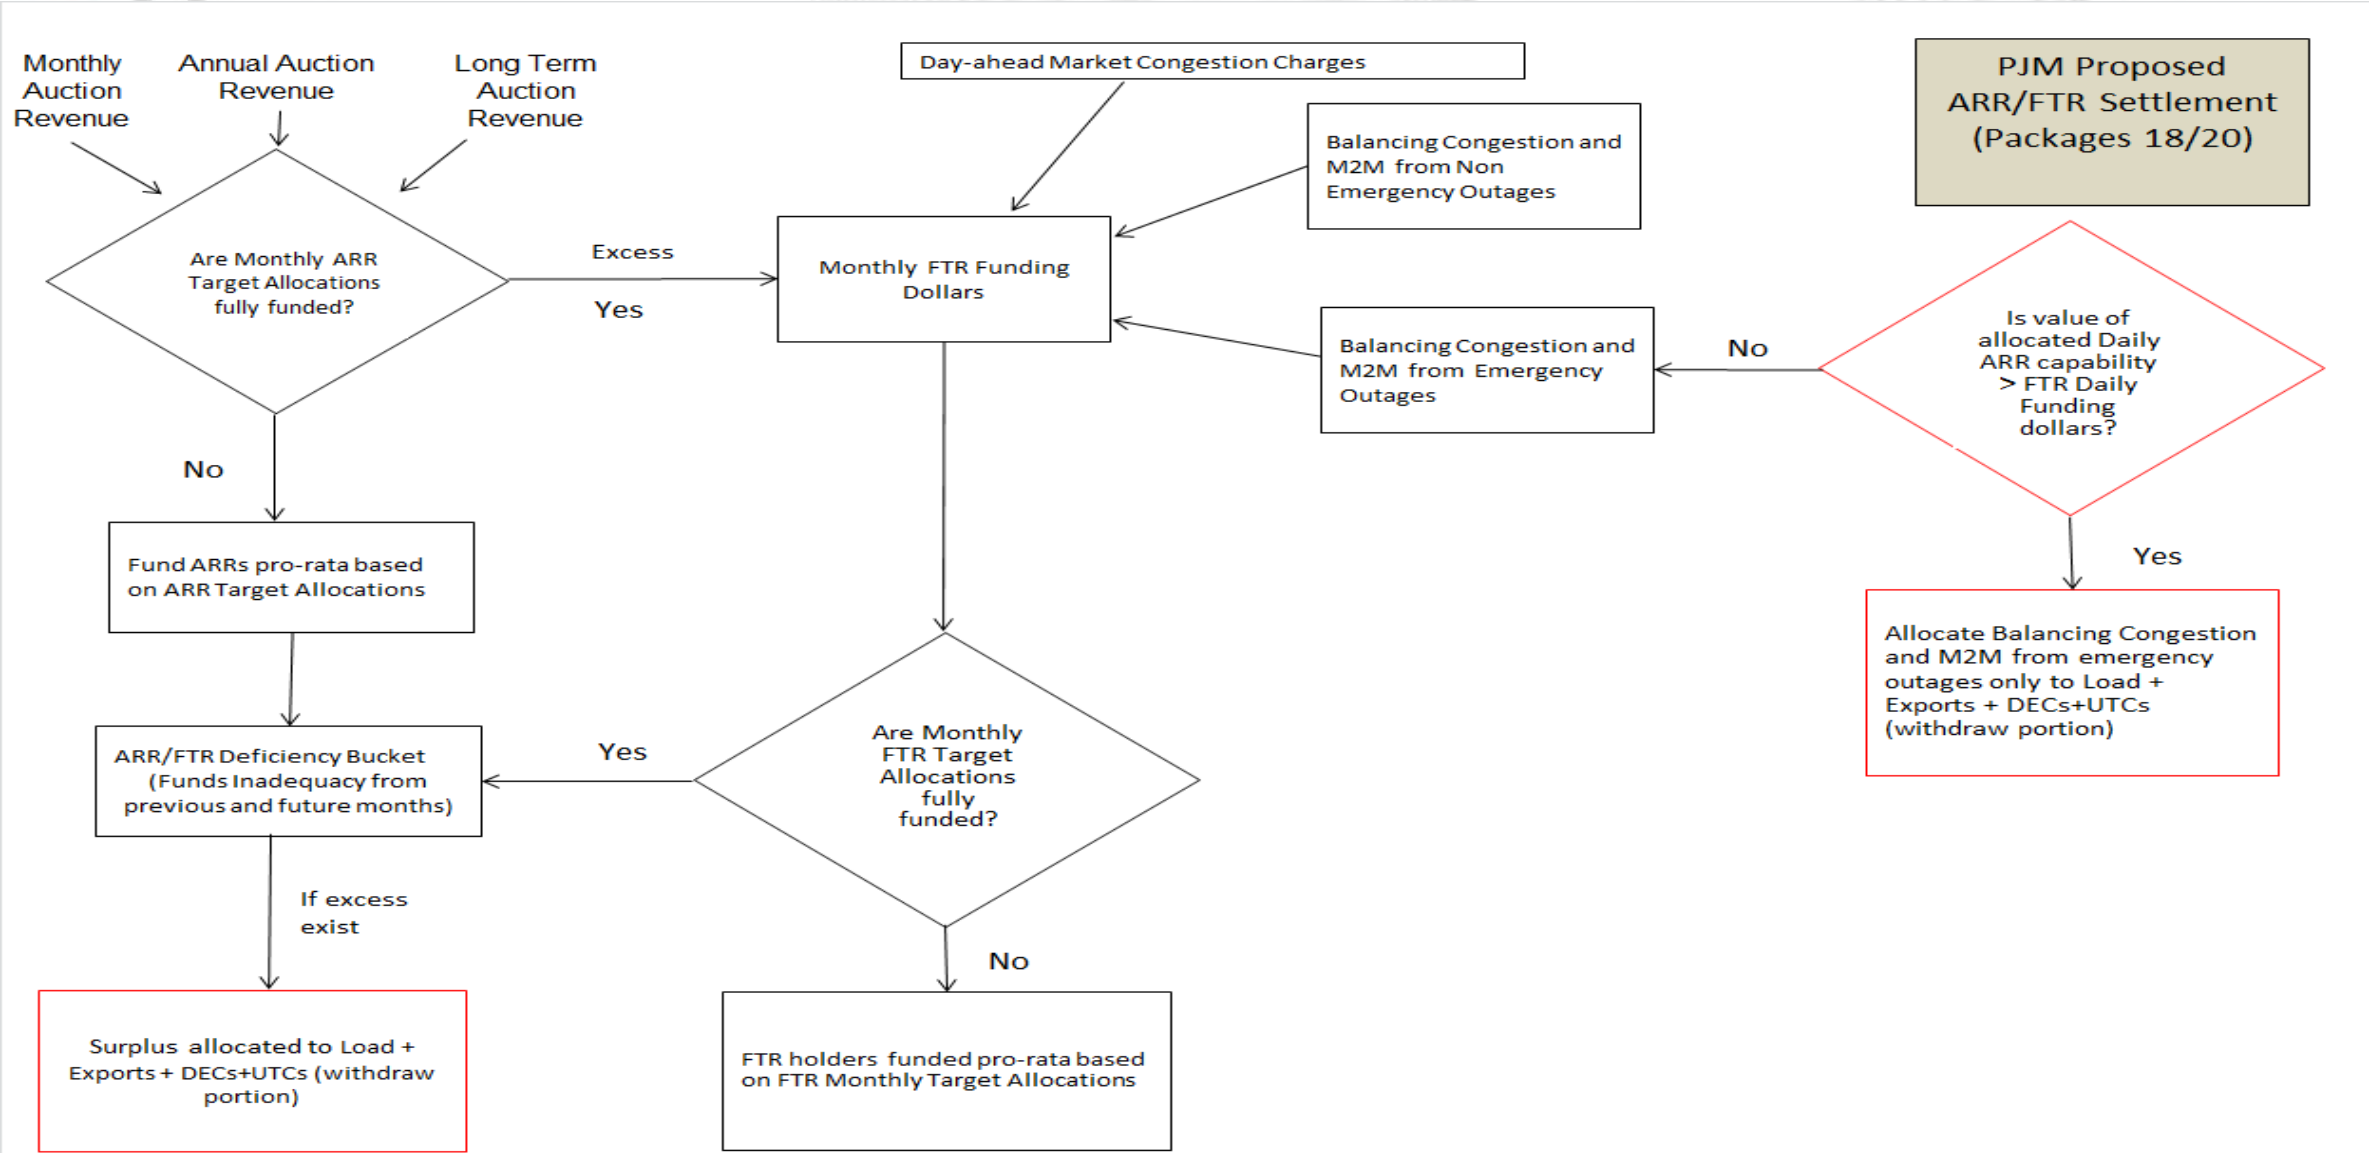 Monthly
Auction
Revenue
Annual Auction
Revenue
Long Term
Auction
Revenue
Day-ahead Market Congestion Charges
PJM Proposed
ARR/FTR Settlement
(Packages 18/20)
Balancing Congestion and
M2M from Non
Emergency Outages
Are Monthly ARR
Target Allocations
fully funded?
Excess
Yes
Monthly FTR Funding
Dollars
Balancing Congestion and
M2M from Emergency
Outages
No
Is value of
allocated Daily
ARR capability
> FTR Daily
Funding
dollars?
No
Yes
Fund ARRs pro-rata based
on ARR Target Allocations
Allocate Balancing Congestion
and M2M from emergency
outages only to Load +
Exports + DECs+UTCs
(withdraw portion)
ARR/FTR Deficiency Bucket
(Funds Inadequacy from
previous and future months)
Yes
Are Monthly
FTR Target
Allocations
fully
funded?
If excess
exist
No
Surplus allocated to Load +
Exports + DECs+UTCs (withdraw
portion)
FTR holders funded pro-rata based
on FTR Monthly Target Allocations